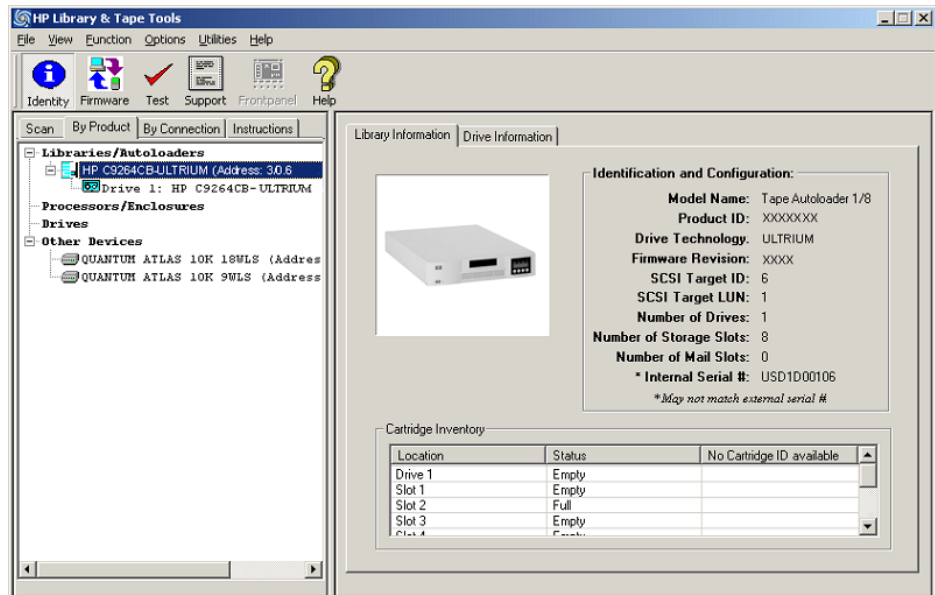 HP Library & Tape Tools
File View Function Options Utilities Help
Identity Firmware Test Support Frontpanel Help
Scan By Product By Connection Instructions
Libraries/Autoloaders
HP C9264CB-ULTRIUM (Address: 3.0.6
Drive 1: HP C9264CB-ULTRIUM
Processors/Enclosures
Drives
Other Devices
QUANTUM ATLAS 10K 18WLS (Addres
QUANTUM ATLAS 10K 9WLS (Address
Library Information Drive Information
Identification and Configuration:
Model Name: Tape Autoloader 1/8
Product ID: XXXXXXX
Drive Technology. ULTRIUM
Firmware Revision: XXXX
SCSI Target ID: 6
SCSI Target LUN: 1
Number of Drives: 1
Number of Storage Slots: 8
Number of Mail Slots: 0
* Internal Serial #: USD1D00106
*May not match external serial #.
Cartridge Inventory
Location Status No Cartridge ID available
Drive 1 Empty
Slot 1 Empty
Slot 2 Full
Slot 3 Empty
Slot 4 Empty